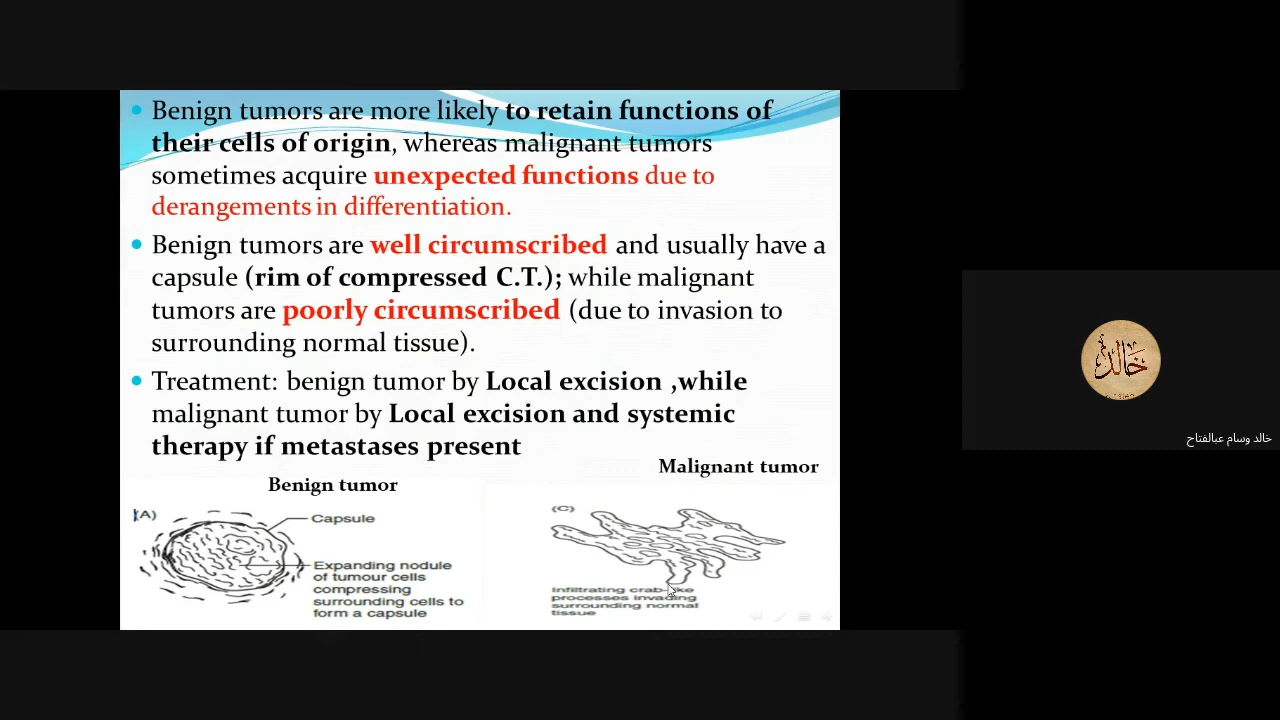 Benign tumors are more likely to retain functions of
their cells of origin, whereas malignant tumors
sometimes acquire unexpected functions due to
derangements in differentiation.
Benign tumors are well circumscribed and usually have a
capsule (rim of compressed C.T.); while malignant
tumors are poorly circumscribed (due to invasion to
surrounding normal tissue).
Treatment: benign tumor by Local excision ,while
malignant tumor by Local excision and systemic
therapy if metastases present
Benign tumor
Malignant tumor
(A)
Capsule
Expanding nodule
of tumour cells
compressing
surrounding cells to
form a capsule
(C)
Infiltrating crab-like
processes invading
surrounding normal
tissue
خالد
خالد وسام عبالفتاح